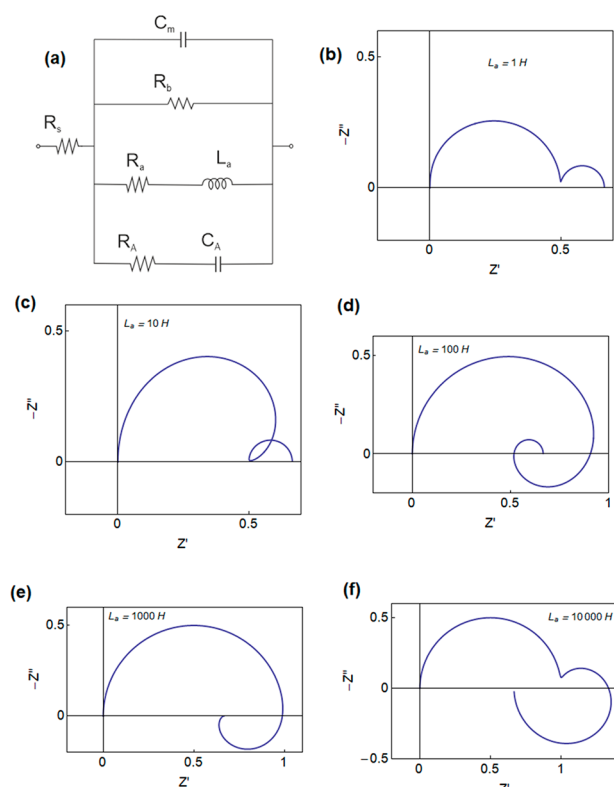 (a)
C_m
R_b
R_s
R_a
L_a
R_A
C_A
(b)
0.5
L_a = 1 H
−Z''
0
0
0.5
Z'
(c)
L_a = 10 H
0.5
−Z''
0
0
0.5
Z'
(d)
L_a = 100 H
0.5
−Z''
0
0
0.5
1
Z'
(e)
L_a = 1000 H
0.5
−Z''
0
0
0.5
1
Z'
(f)
L_a = 10 000 H
0.5
−Z''
0
−0.5
0
0.5
1
Z'